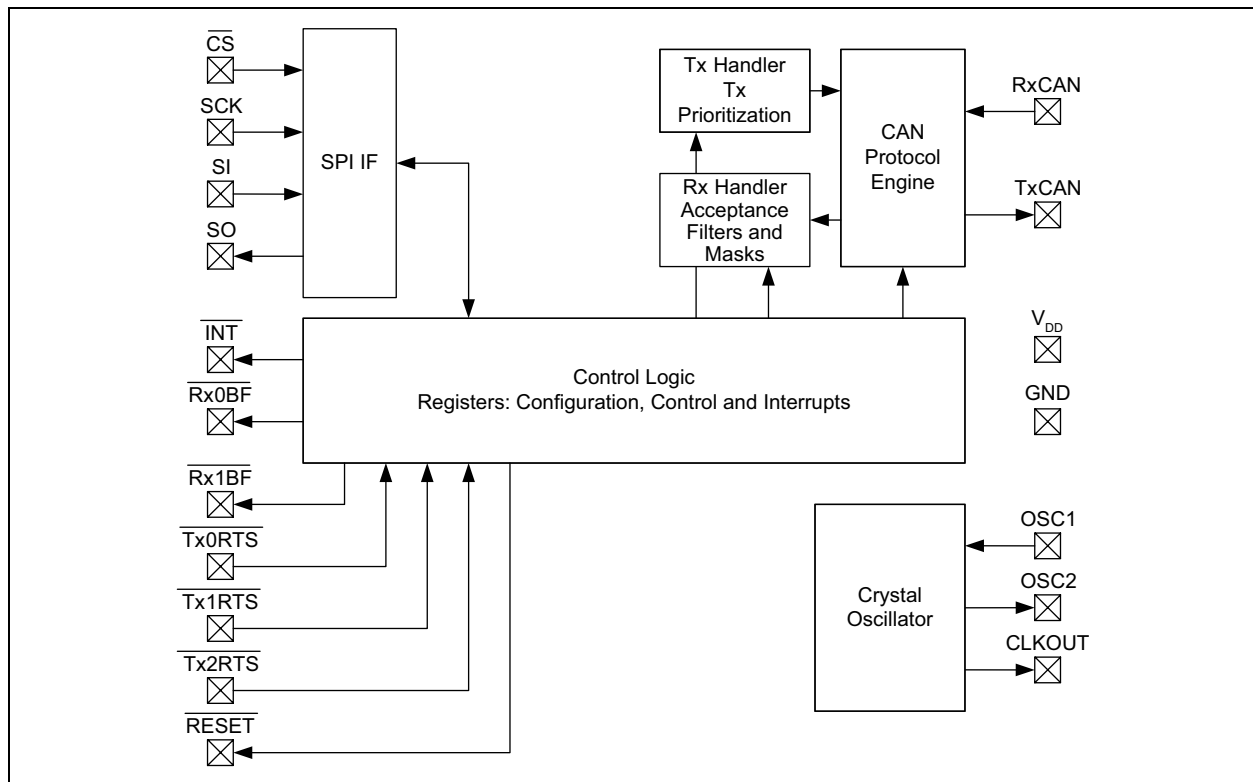 CS
SCK
SI
SO
SPI IF
Tx Handler
Tx
Prioritization
Rx Handler
Acceptance
Filters and
Masks
CAN
Protocol
Engine
RxCAN
TxCAN
INT
Rx0BF
Control Logic
Registers: Configuration, Control and Interrupts
VDD
GND
Rx1BF
Tx0RTS
Tx1RTS
Tx2RTS
RESET
Crystal
Oscillator
OSC1
OSC2
CLKOUT